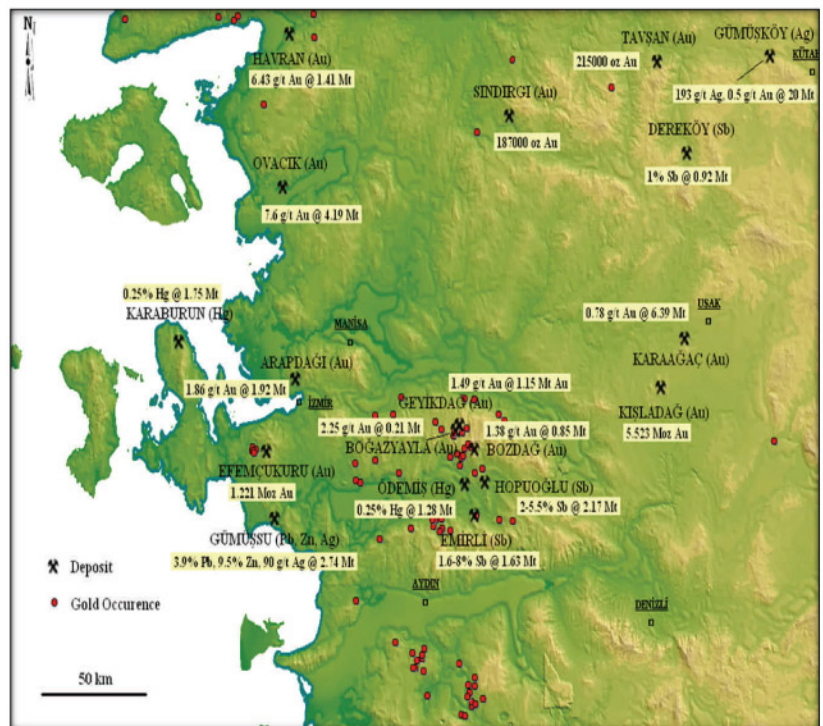 N
HAVRAN (Au)
6.43 g/t Au @ 1.41 Mt
TAVŞAN (Au)
215000 oz Au
GÜMÜŞKÖY (Ag)
KÜTAH
193 g/t Ag, 0.5 g/t Au @ 20 Mt
SINDIRGI (Au)
187000 oz Au
DEREKÖY (Sb)
1% Sb @ 0.92 Mt
OVACIK (Au)
7.6 g/t Au @ 4.19 Mt
0.25% Hg @ 1.75 Mt
KARABURUN (Hg)
MANİSA
USAK
0.78 g/t Au @ 6.39 Mt
KARAAĞAÇ (Au)
ARAPDAĞI (Au)
1.86 g/t Au @ 1.92 Mt
İZMİR
1.49 g/t Au @ 1.15 Mt Au
KIŞLADAĞ (Au)
5.523 Moz Au
GEYIKDAG (Au)
2.25 g/t Au @ 0.21 Mt
1.38 g/t Au @ 0.85 Mt
BOĞAZYAYLA (Au)
BOZDAĞ (Au)
EFEMÇUKURU (Au)
1.221 Moz Au
ÖDEMIS (Hg)
HOPUOĞLU (Sb)
0.25% Hg @ 1.28 Mt
2-5.5% Sb @ 2.17 Mt
GÜMÜŞSU (Pb, Zn, Ag)
3.9% Pb, 9.5% Zn, 90 g/t Ag @ 2.74 Mt
EMİRLİ (Sb)
1.6-8% Sb @ 1.63 Mt
Deposit
Gold Occurence
AYDIN
DENİZLİ
50 km